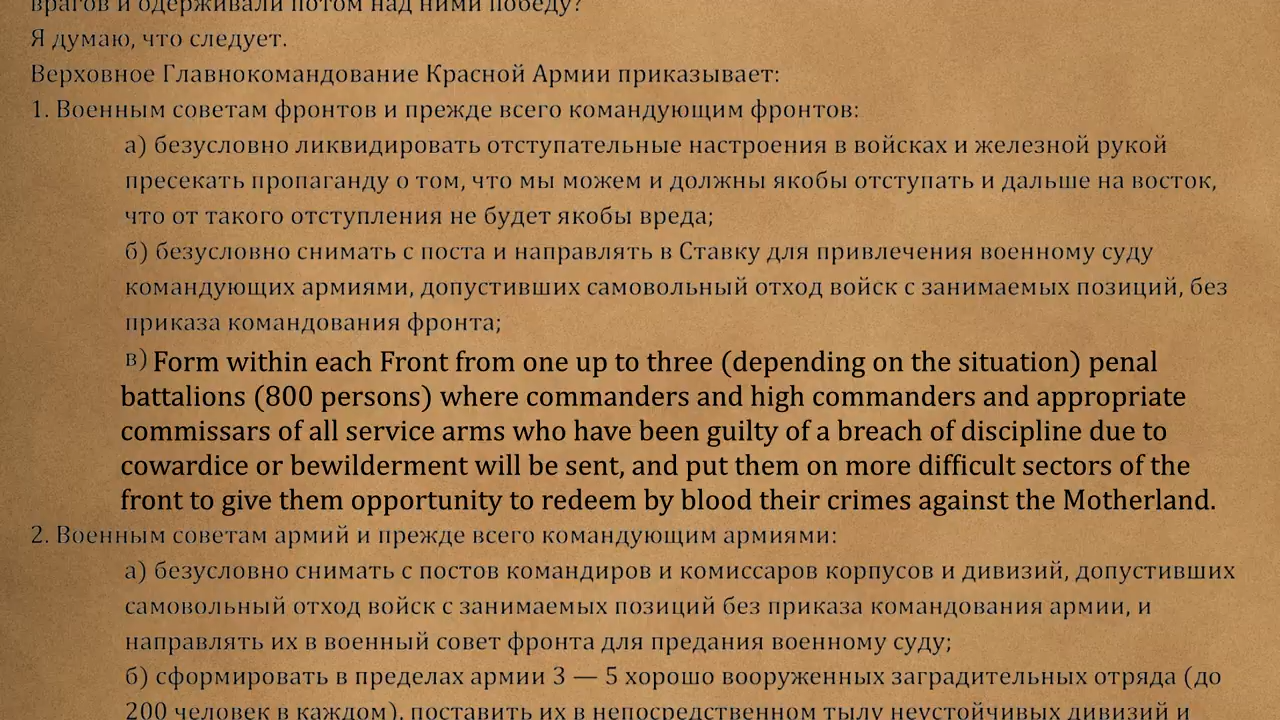 врагов и одерживали потом над ними победу?
Я думаю, что следует.
Верховное Главнокомандование Красной Армии приказывает:
1. Военным советам фронтов и прежде всего командующим фронтов:
а) безусловно ликвидировать отступательные настроения в войсках и железной рукой
пресекать пропаганду о том, что мы можем и должны якобы отступать и дальше на восток,
что от такого отступления не будет якобы вреда;
б) безусловно снимать с поста и направлять в Ставку для привлечения военному суду
командующих армиями, допустивших самовольный отход войск с занимаемых позиций, без
приказа командования фронта;
в) Form within each Front from one up to three (depending on the situation) penal
battalions (800 persons) where commanders and high commanders and appropriate
commissars of all service arms who have been guilty of a breach of discipline due to
cowardice or bewilderment will be sent, and put them on more difficult sectors of the
front to give them opportunity to redeem by blood their crimes against the Motherland.
2. Военным советам армий и прежде всего командующим армиями:
а) безусловно снимать с постов командиров и комиссаров корпусов и дивизий, допустивших
самовольный отход войск с занимаемых позиций без приказа командования армии, и
направлять их в военный совет фронта для предания военному суду;
б) сформировать в пределах армии 3 — 5 хорошо вооруженных заградительных отряда (до
200 человек в каждом), поставить их в непосредственном тылу неустойчивых дивизий и